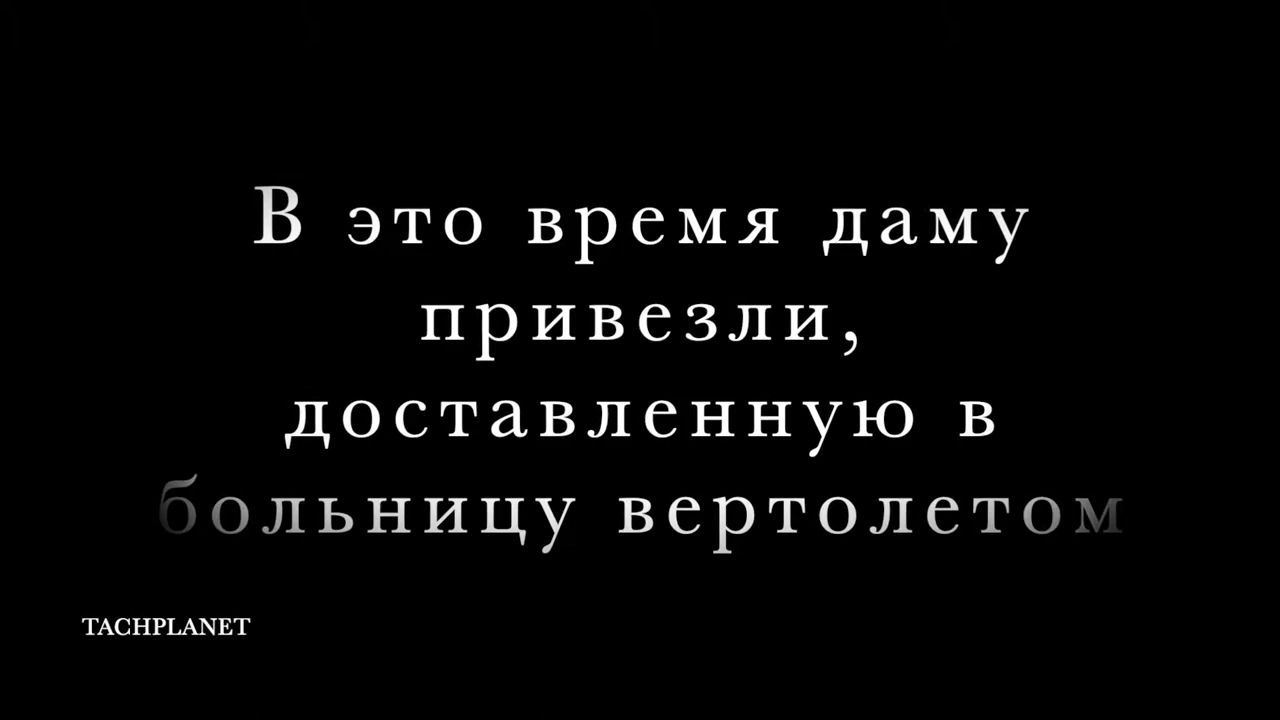 В это время даму
привезли,
доставленную в
больницу вертолетом
TACHPLANET